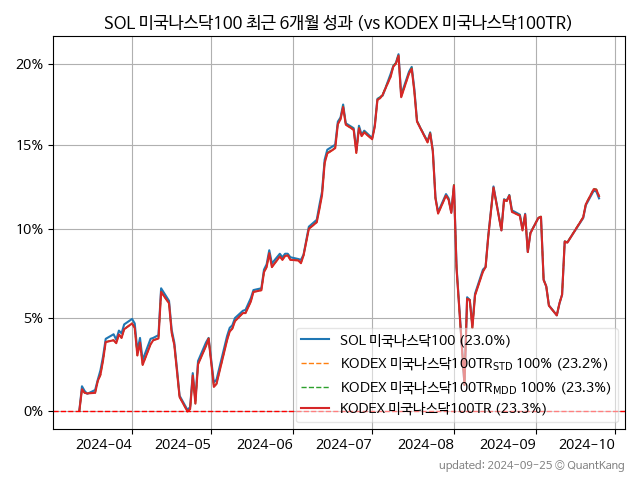 SOL 미국나스닥100 최근 6개월 성과 (vs KODEX 미국나스닥100TR)
20%
15%
10%
5%
0%
SOL 미국나스닥100 (23.0%)
KODEX 미국나스닥100TR_STD 100% (23.2%)
KODEX 미국나스닥100TR_MDD 100% (23.3%)
KODEX 미국나스닥100TR (23.3%)
2024-04 2024-05 2024-06 2024-07 2024-08 2024-09 2024-10
updated: 2024-09-25 © QuantKang